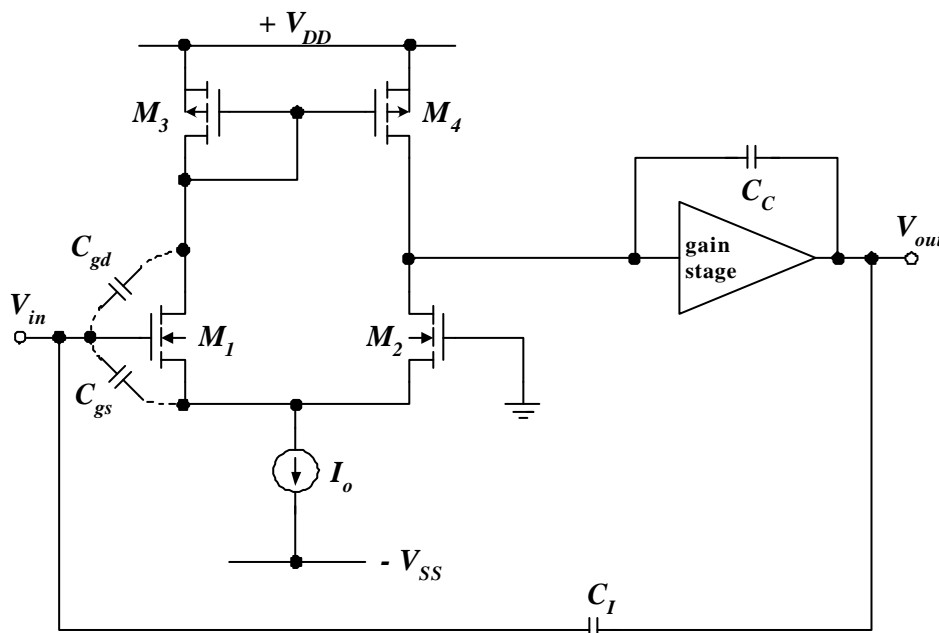 + V_DD
M_3
M_4
C_C
V_out
gain
stage
C_gd
V_in
M_1
M_2
C_gs
I_o
- V_SS
C_I